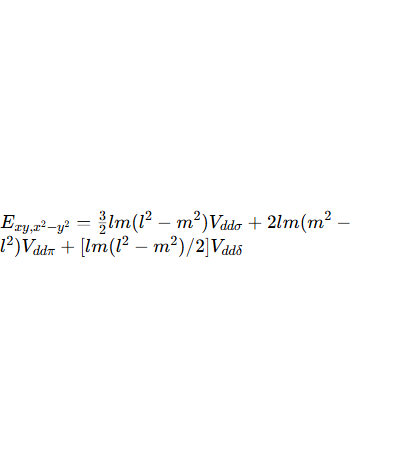 $E_{xy,x^2-y^2} = \frac{3}{2}lm(l^2 - m^2)V_{dd\sigma} + 2lm(m^2 -$
$l^2)V_{dd\pi} + [lm(l^2 - m^2)/2]V_{dd\delta}$